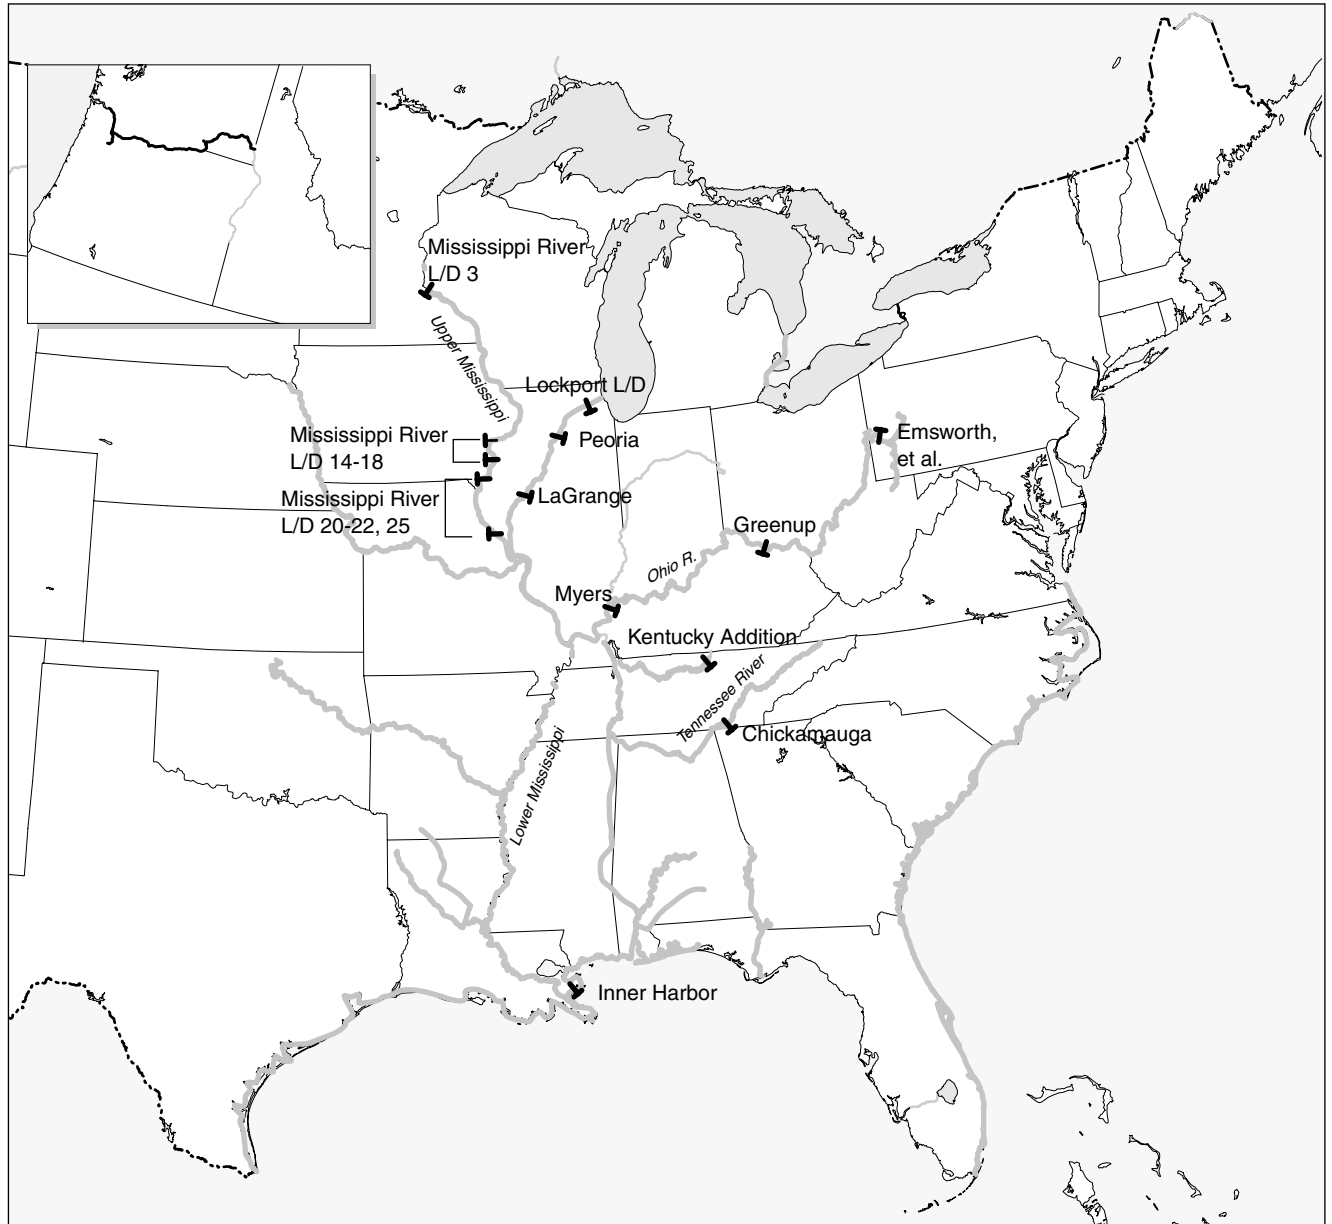 Mississippi River
L/D 3
Upper Mississippi
Lockport L/D
Mississippi River
L/D 14-18
Peoria
Emsworth,
et al.
Mississippi River
L/D 20-22, 25
LaGrange
Greenup
Ohio R.
Myers
Kentucky Addition
Tennessee River
Chickamauga
Lower Mississippi
Inner Harbor